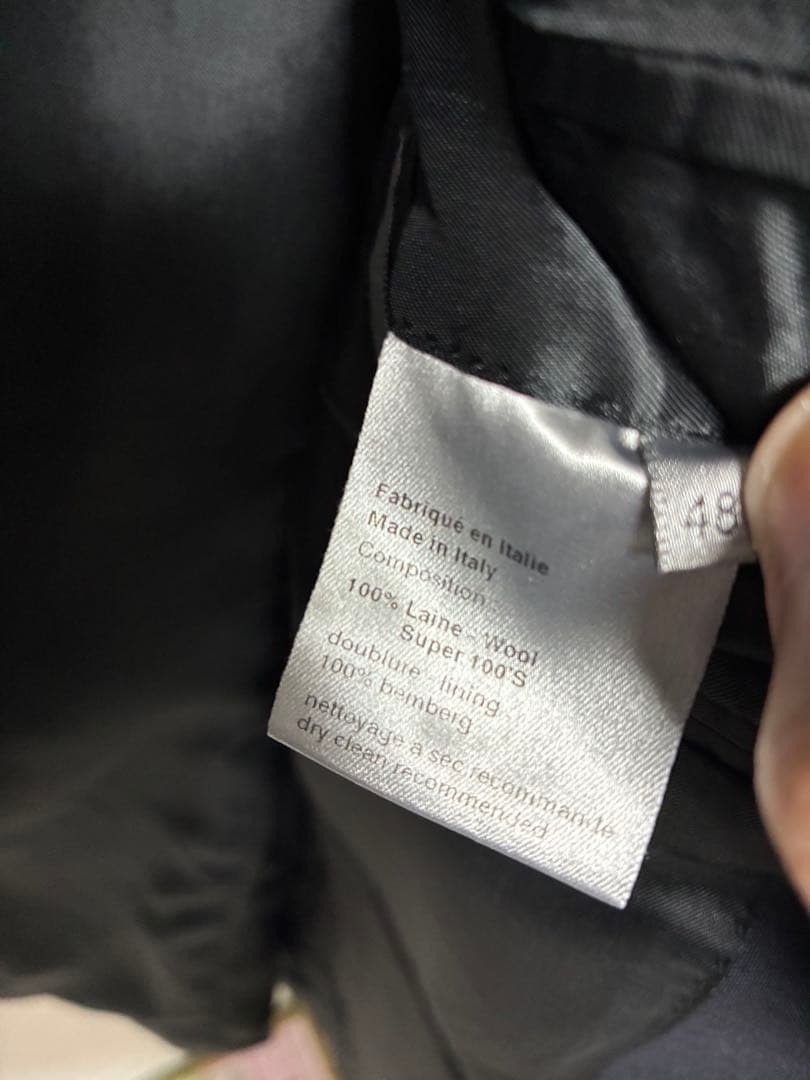 Fabriqué en Italie
Made in Italy
Composition :
100% Laine - Wool
Super 100'S
doublure - lining :
100% bemberg
nettoyage à sec recommandé
dry clean recommended
48